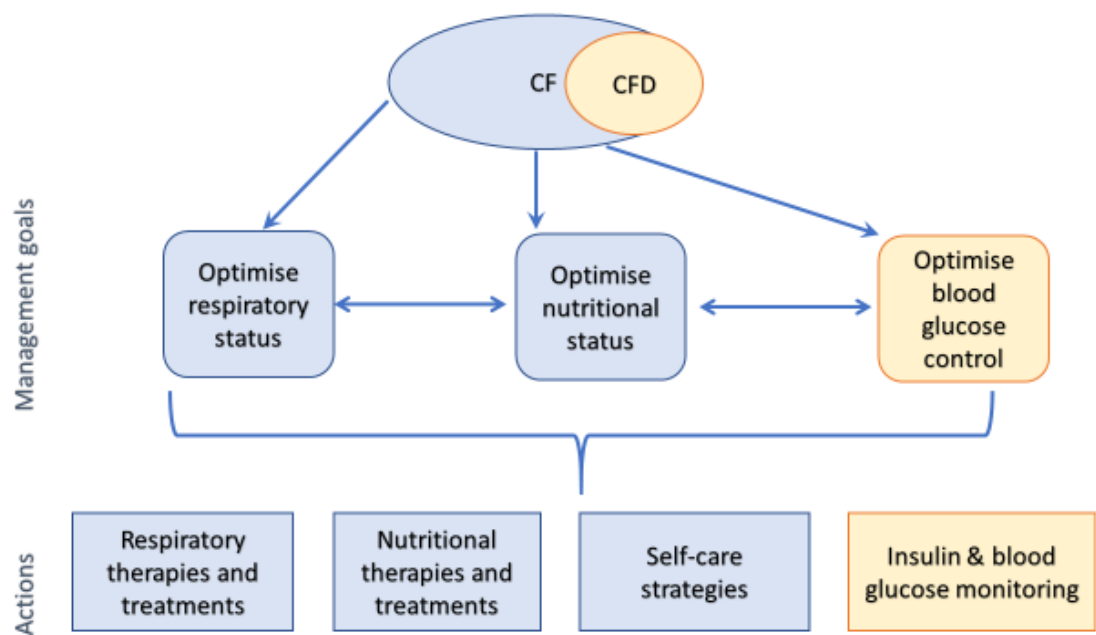 CF
CFD
Management goals
Optimise
respiratory
status
Optimise
nutritional
status
Optimise
blood
glucose
control
Actions
Respiratory
therapies and
treatments
Nutritional
therapies and
treatments
Self-care
strategies
Insulin & blood
glucose monitoring